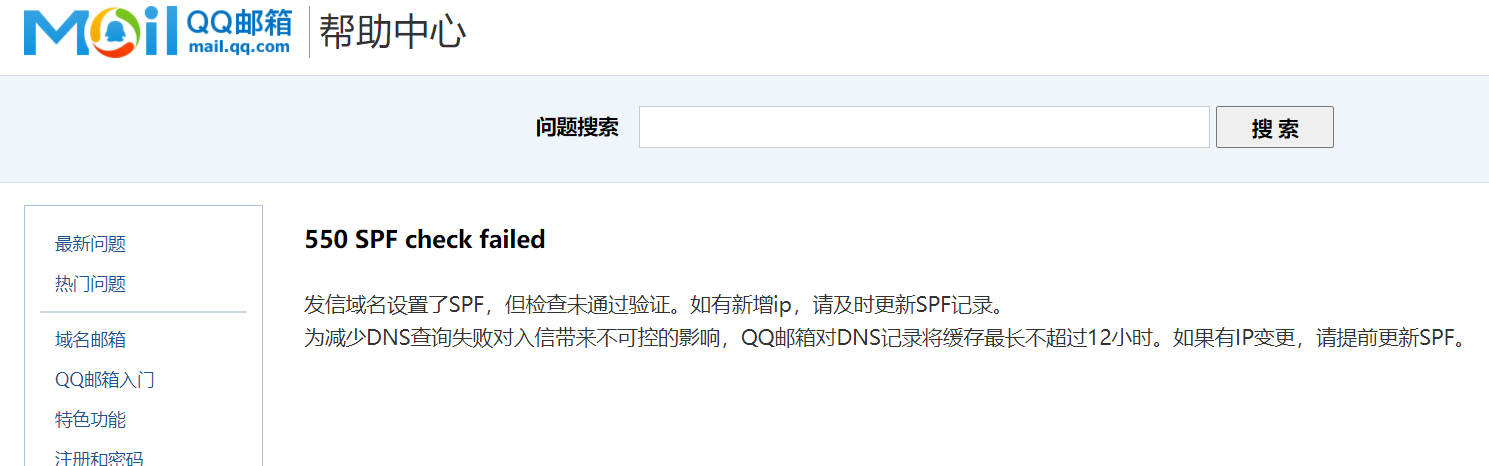 Mail QQ邮箱 帮助中心
mail.qq.com
问题搜索 搜 索
最新问题
热门问题
域名邮箱
QQ邮箱入门
特色功能
注册和密码
550 SPF check failed
发信域名设置了SPF，但检查未通过验证。如有新增ip，请及时更新SPF记录。
为减少DNS查询失败对入信带来不可控的影响，QQ邮箱对DNS记录将缓存最长不超过12小时。如果有IP变更，请提前更新SPF。